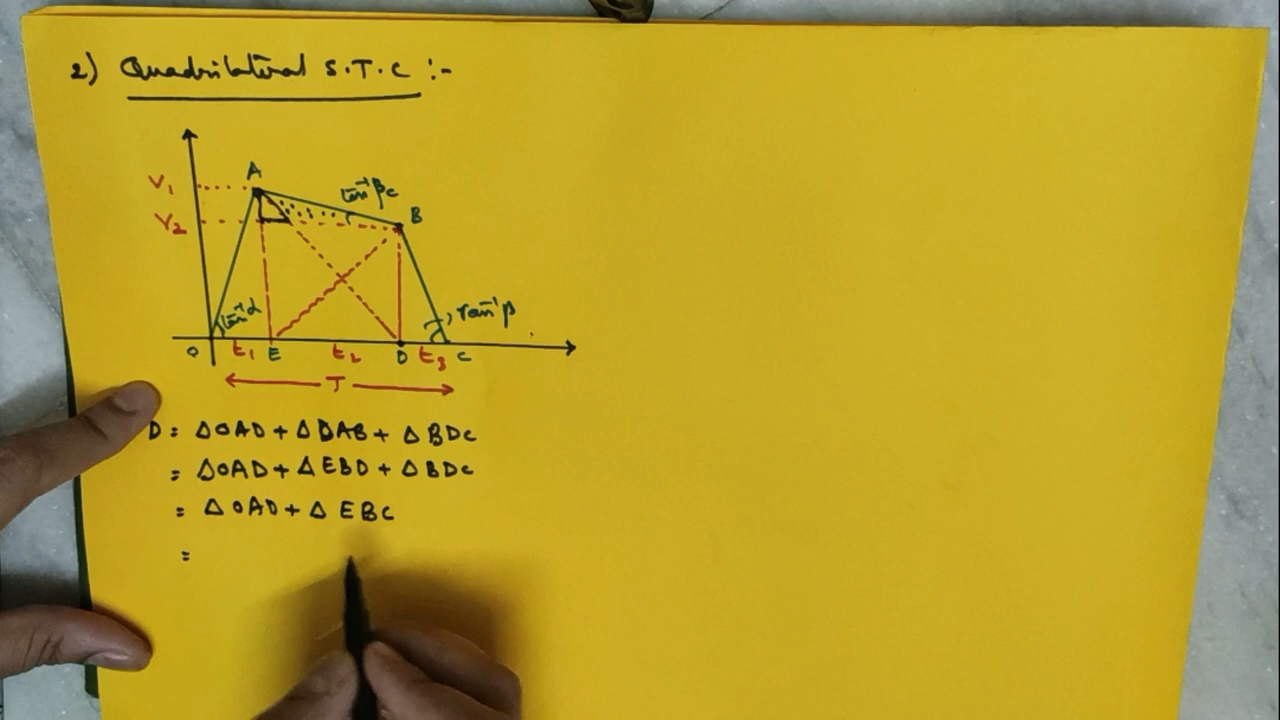 2) Quadrilateral S.T.C :-
A
V₁
tan⁻¹βc
B
V₂
tan⁻¹α
tan⁻¹β
O t₁ E t₂ D t₃ C
T
D = ΔOAD + ΔDAB + ΔBDC
= ΔOAD + ΔEBD + ΔBDC
= ΔOAD + ΔEBC
=